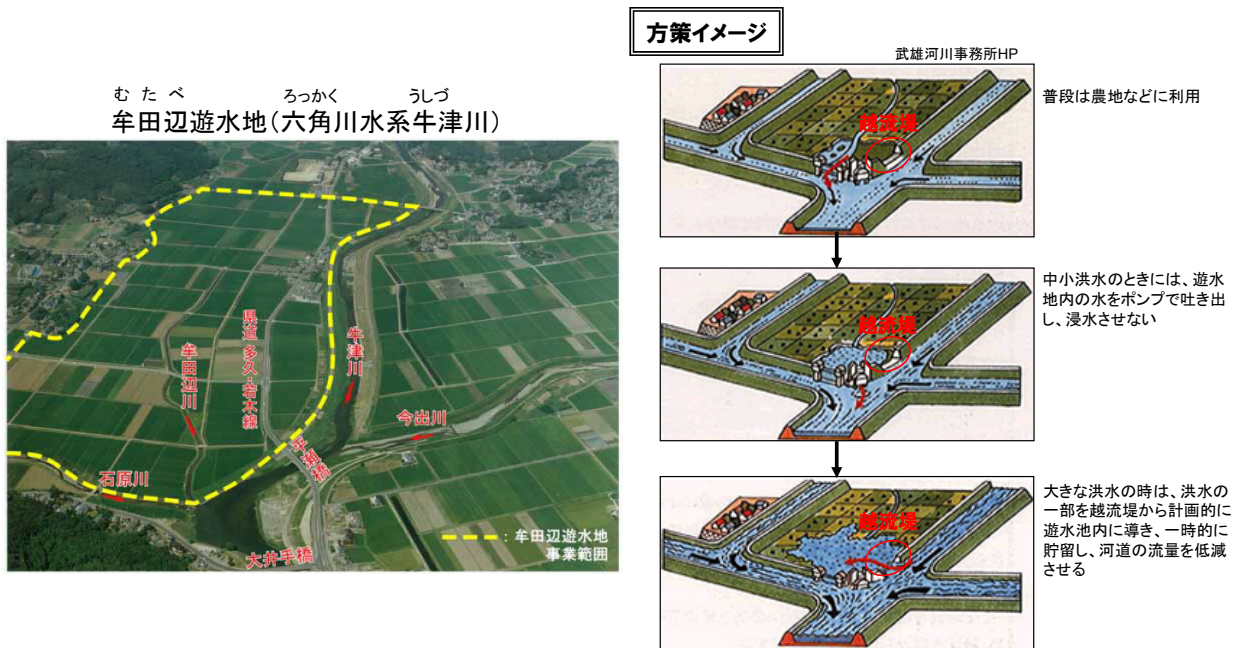 方策イメージ
武雄河川事務所HP
むたべ ろっかく うしづ
牟田辺遊水地(六角川水系牛津川)
牟田辺川
県道 多久・若木線
牛津川
今出川
平瀬橋
石原川
大井手橋
:牟田辺遊水地
事業範囲
越流堤
普段は農地などに利用
越流堤
中小洪水のときには、遊水
地内の水をポンプで吐き出
し、浸水させない
越流堤
大きな洪水の時は、洪水の
一部を越流堤から計画的に
遊水池内に導き、一時的に
貯留し、河道の流量を低減
させる